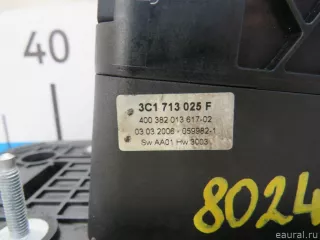 40
3C1 713 025 F
400 382 013 617-02
03.03.2006 - 059982-1
Sw AA01 Hw 3003
8024
eaural.ru